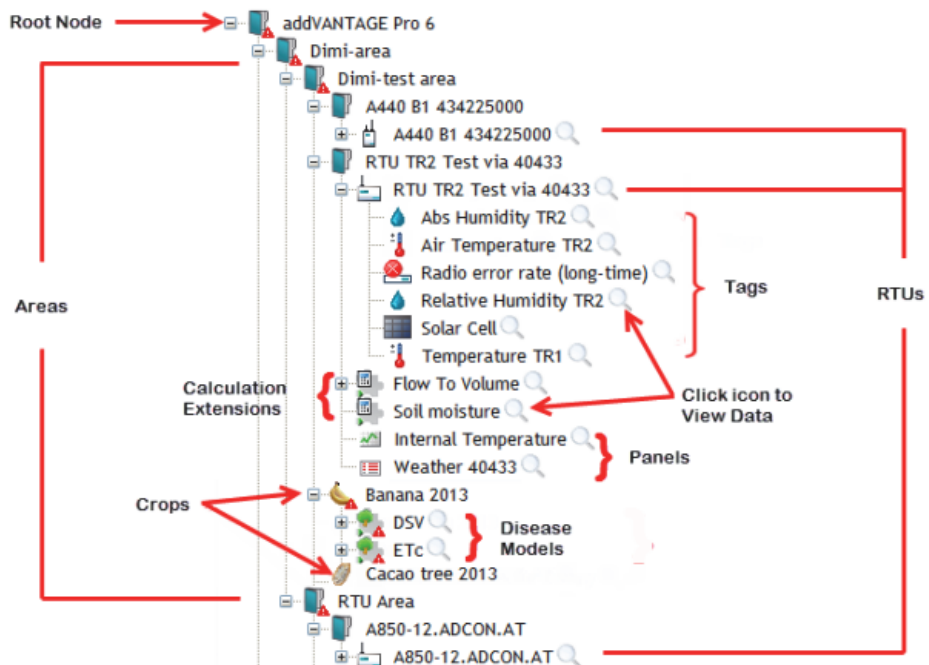 Root Node
addVANTAGE Pro 6
Dimi-area
Dimi-test area
A440 B1 434225000
A440 B1 434225000
RTU TR2 Test via 40433
RTU TR2 Test via 40433
Abs Humidity TR2
Air Temperature TR2
Radio error rate (long-time)
Tags
RTUs
Areas
Relative Humidity TR2
Solar Cell
Temperature TR1
Calculation
Extensions
Flow To Volume
Soil moisture
Click icon to
View Data
Internal Temperature
Weather 40433
Panels
Crops
Banana 2013
DSV
ETc
Disease
Models
Cacao tree 2013
RTU Area
A850-12.ADCON.AT
A850-12.ADCON.AT